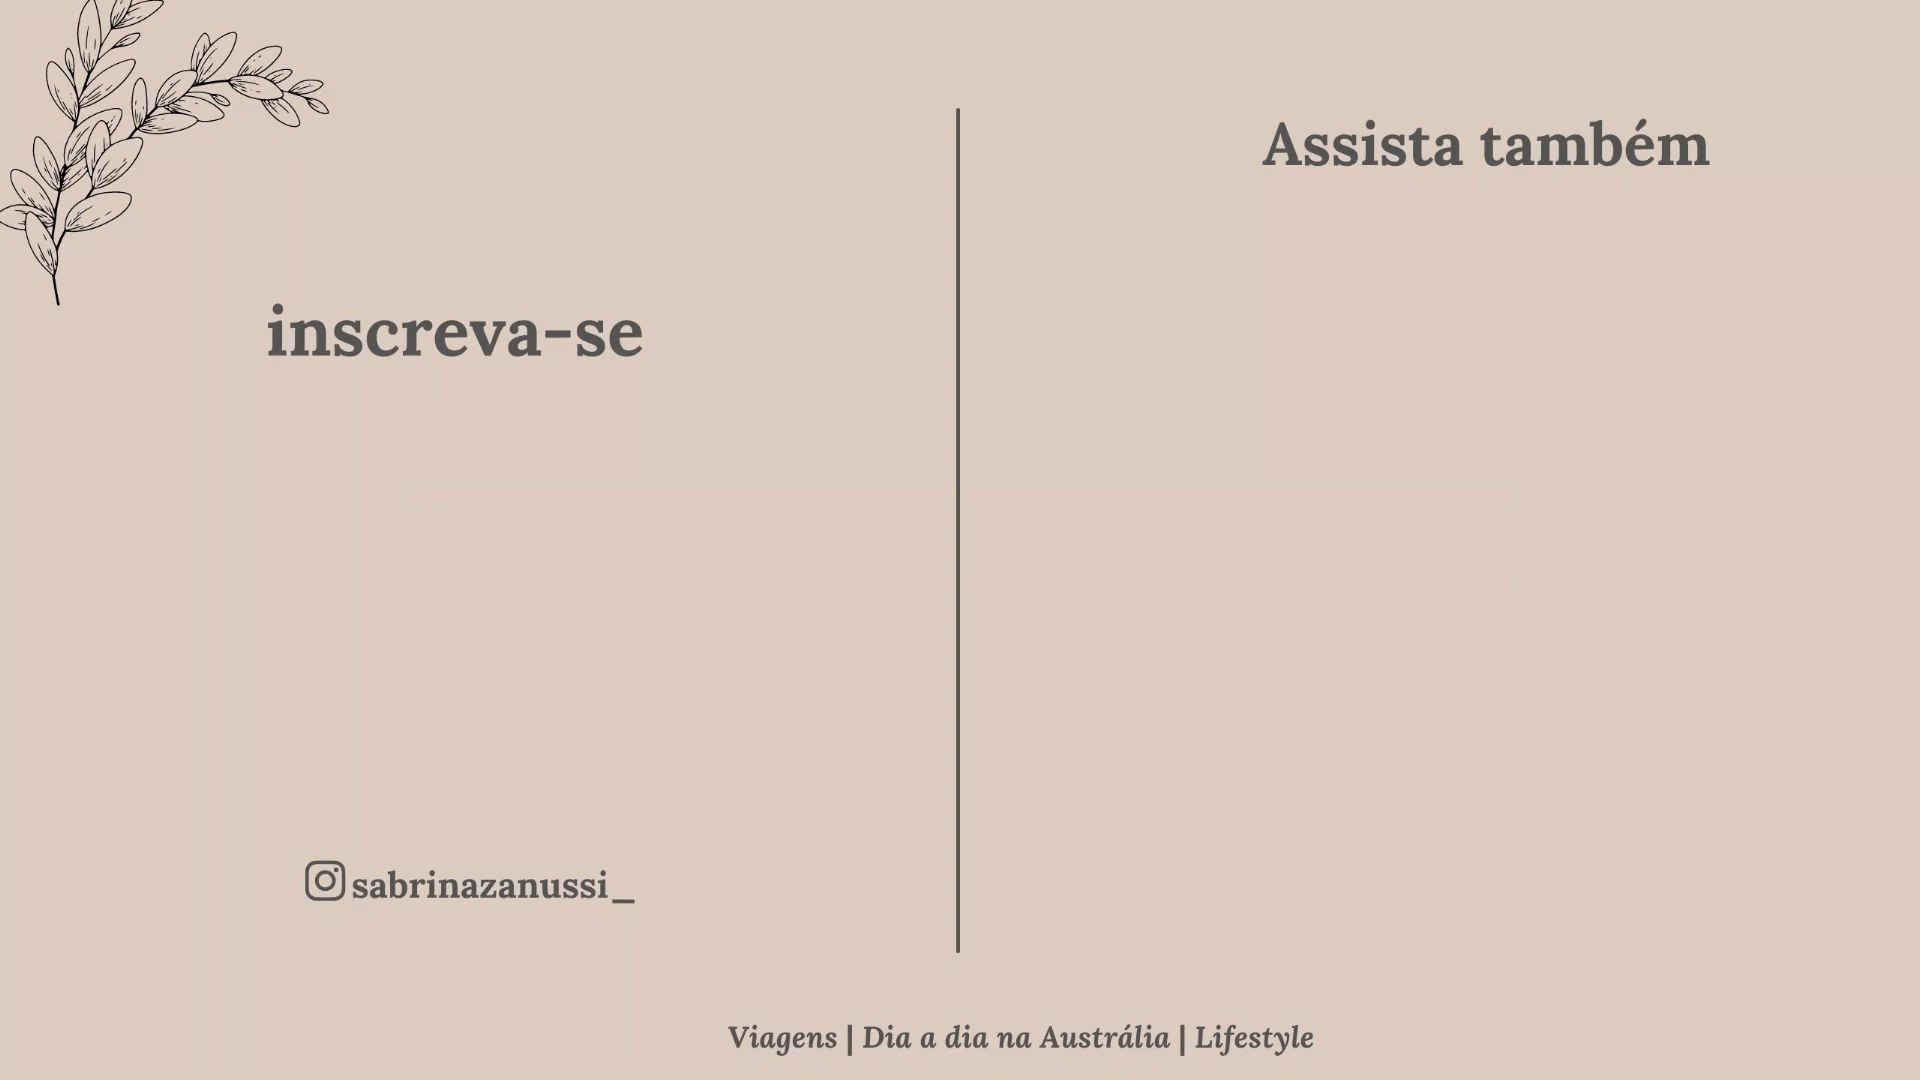 inscreva-se
sabrinazanussi_
Assista também
Viagens | Dia a dia na Austrália | Lifestyle